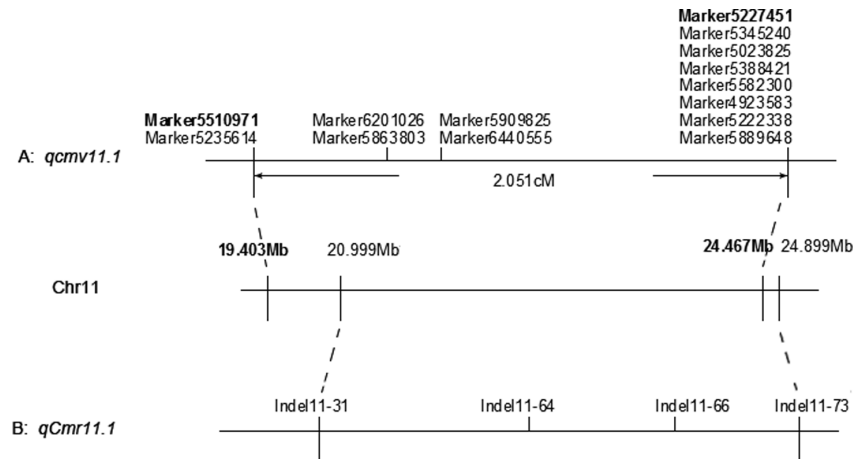 Marker5227451
Marker5345240
Marker5023825
Marker5388421
Marker5582300
Marker4923583
Marker5510971 Marker6201026 Marker5909825 Marker5222338
Marker5235614 Marker5863803 Marker6440555 Marker5889648
A: qcmv11.1
2.051cM
19.403Mb 20.999Mb 24.467Mb 24.899Mb
Chr11
Indel11-31 Indel11-64 Indel11-66 Indel11-73
B: qCmr11.1